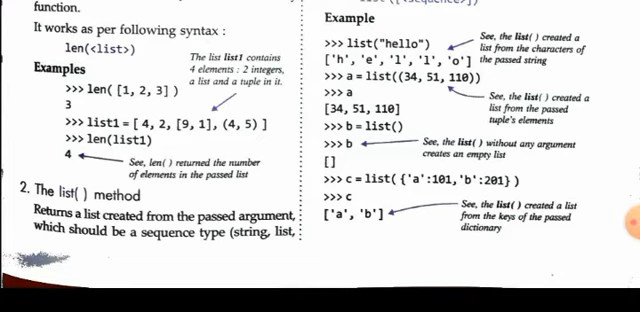 function.
It works as per following syntax :
len(<list>)
Examples
The list list1 contains
4 elements : 2 integers,
a list and a tuple in it.
>>> len( [1, 2, 3] )
3
>>> list1 = [ 4, 2, [9, 1], (4, 5) ]
>>> len(list1)
4
See, len( ) returned the number
of elements in the passed list
2. The list( ) method
Returns a list created from the passed argument,
which should be a sequence type (string, list,
Example
>>> list("hello")
['h', 'e', 'l', 'l', 'o']
See, the list( ) created a
list from the characters of
the passed string
>>> a = list((34, 51, 110))
>>> a
[34, 51, 110]
See, the list( ) created a
list from the passed
tuple's elements
>>> b = list()
>>> b
[]
See, the list( ) without any argument
creates an empty list
>>> c = list( {'a':101,'b':201} )
>>> c
['a', 'b']
See, the list( ) created a list
from the keys of the passed
dictionary